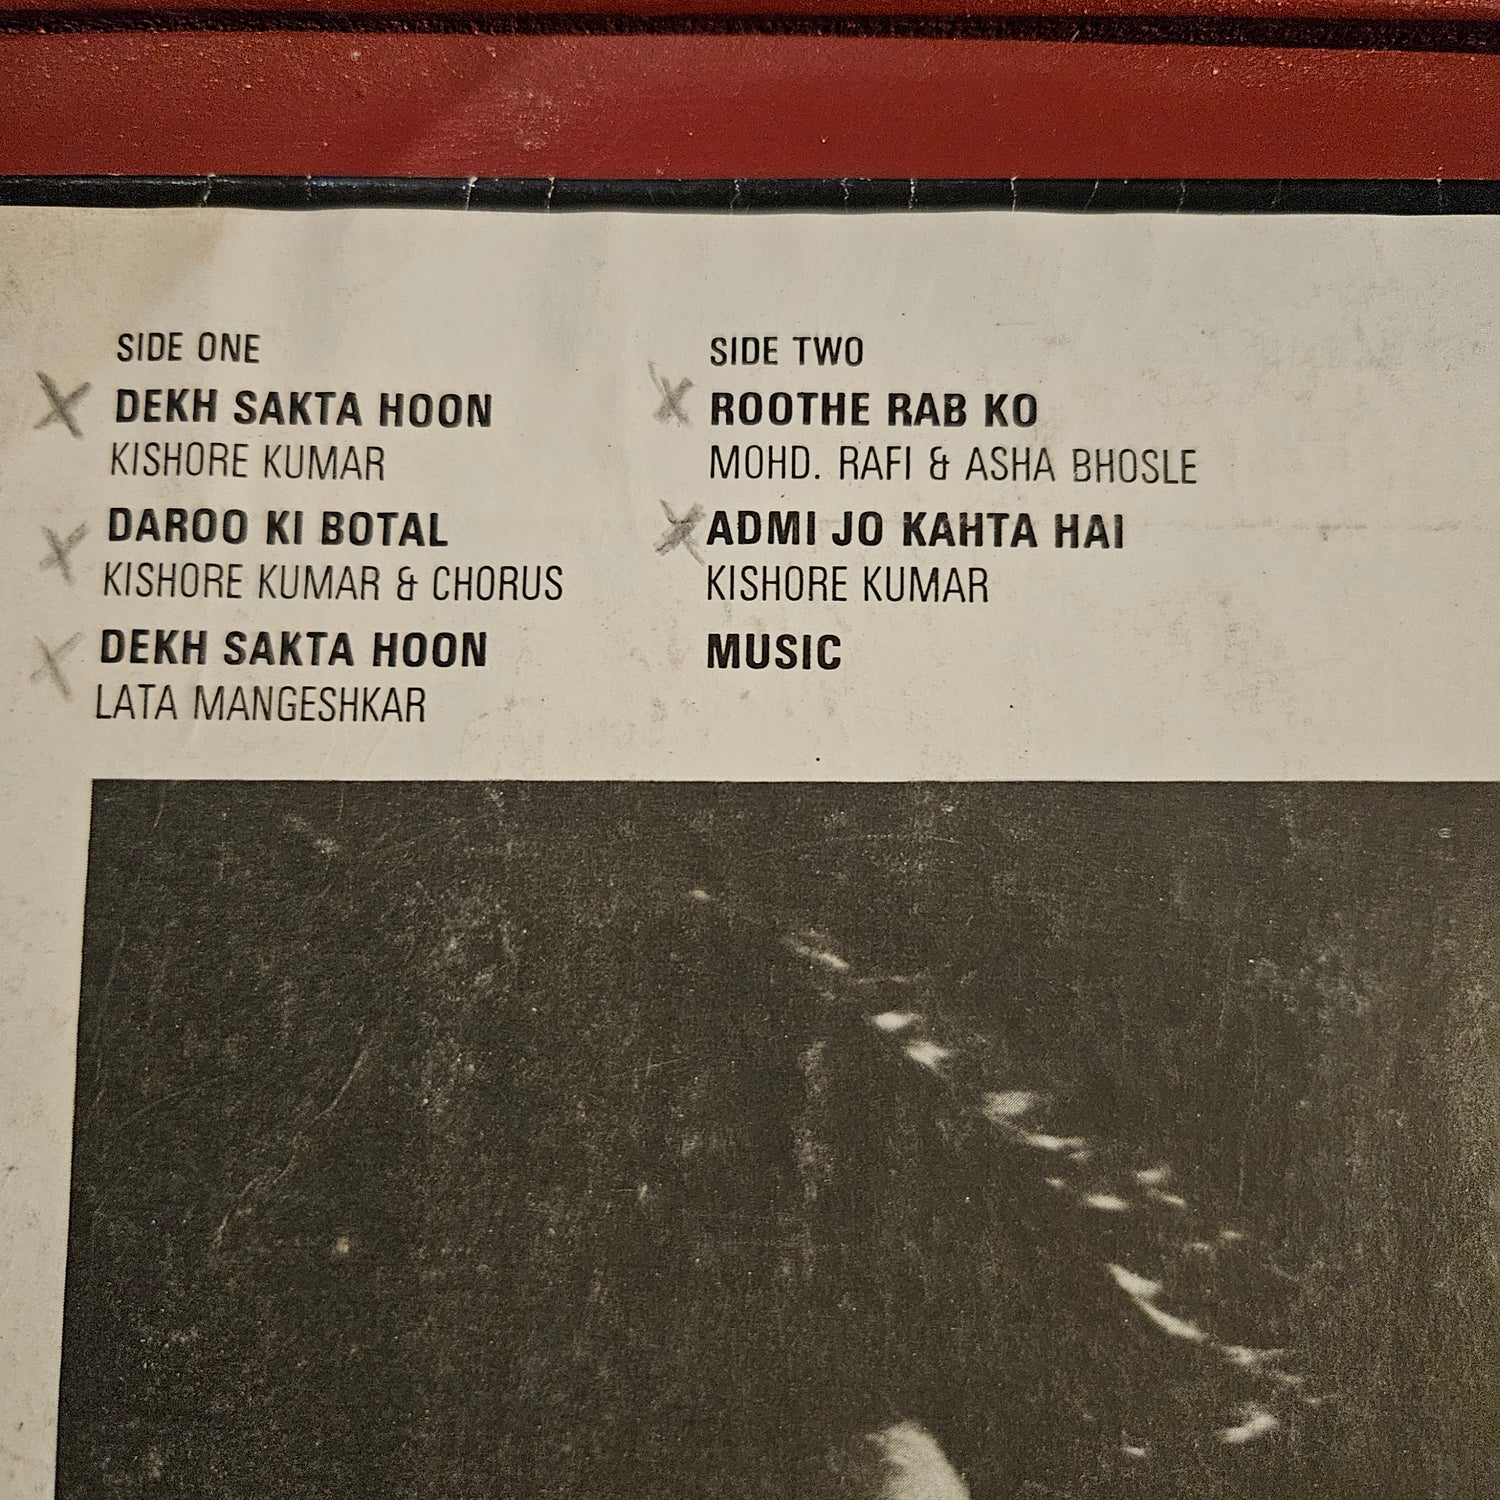 SIDE ONE
DEKH SAKTA HOON
KISHORE KUMAR
DAROO KI BOTAL
KISHORE KUMAR & CHORUS
DEKH SAKTA HOON
LATA MANGESHKAR
SIDE TWO
ROOTHE RAB KO
MOHD. RAFI & ASHA BHOSLE
ADMI JO KAHTA HAI
KISHORE KUMAR
MUSIC